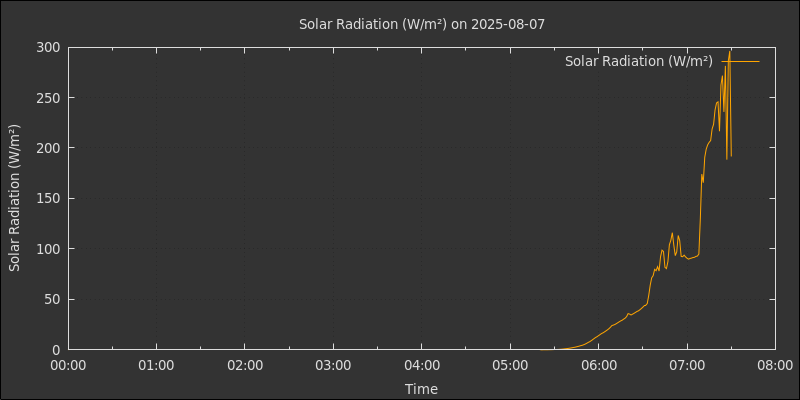 Solar Radiation (W/m²) on 2025-08-07
Solar Radiation (W/m²)
300
250
200
150
100
50
0
Solar Radiation (W/m²)
00:00 01:00 02:00 03:00 04:00 05:00 06:00 07:00 08:00
Time